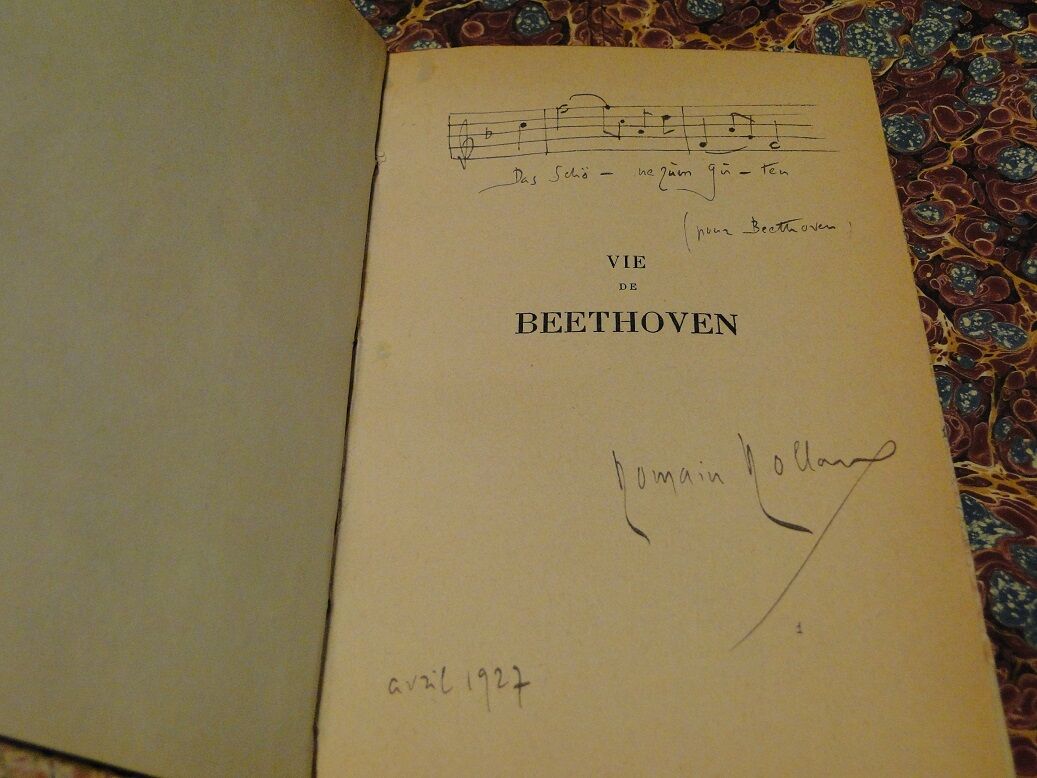 Das Schö - ne zum gu - ten
(pour Beethoven)
VIE
DE
BEETHOVEN
Romain Rolland
1
avril 1927